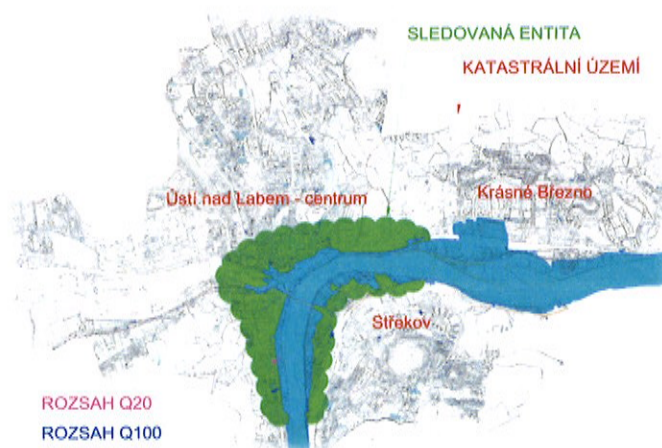 SLEDOVANÁ ENTITA
KATASTRÁLNÍ ÚZEMÍ
Ústí nad Labem - centrum
Krásné Březno
Střekov
ROZSAH Q20
ROZSAH Q100